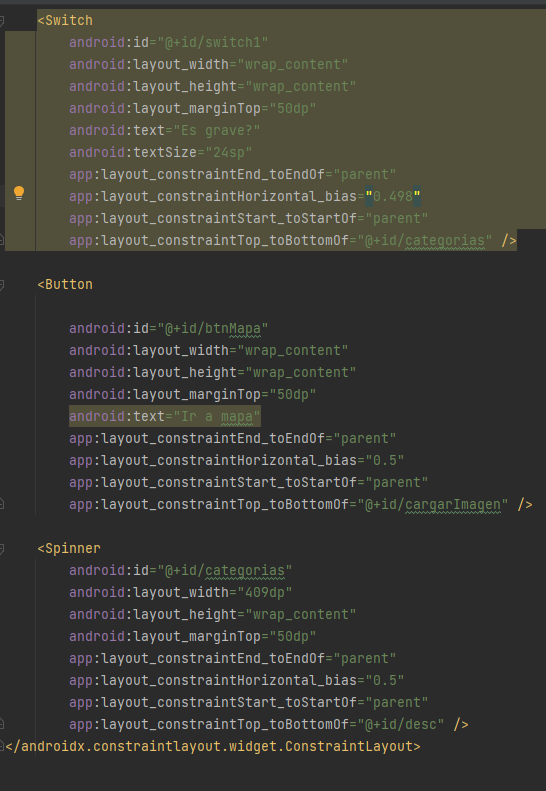 <Switch
android:id="@+id/switch1"
android:layout_width="wrap_content"
android:layout_height="wrap_content"
android:layout_marginTop="50dp"
android:text="Es grave?"
android:textSize="24sp"
app:layout_constraintEnd_toEndOf="parent"
app:layout_constraintHorizontal_bias="0.498"
app:layout_constraintStart_toStartOf="parent"
app:layout_constraintTop_toBottomOf="@+id/categorias" />
<Button
android:id="@+id/btnMapa"
android:layout_width="wrap_content"
android:layout_height="wrap_content"
android:layout_marginTop="50dp"
android:text="Ir a mapa"
app:layout_constraintEnd_toEndOf="parent"
app:layout_constraintHorizontal_bias="0.5"
app:layout_constraintStart_toStartOf="parent"
app:layout_constraintTop_toBottomOf="@+id/cargarImagen" />
<Spinner
android:id="@+id/categorias"
android:layout_width="409dp"
android:layout_height="wrap_content"
android:layout_marginTop="50dp"
app:layout_constraintEnd_toEndOf="parent"
app:layout_constraintHorizontal_bias="0.5"
app:layout_constraintStart_toStartOf="parent"
app:layout_constraintTop_toBottomOf="@+id/desc" />
</androidx.constraintlayout.widget.ConstraintLayout>